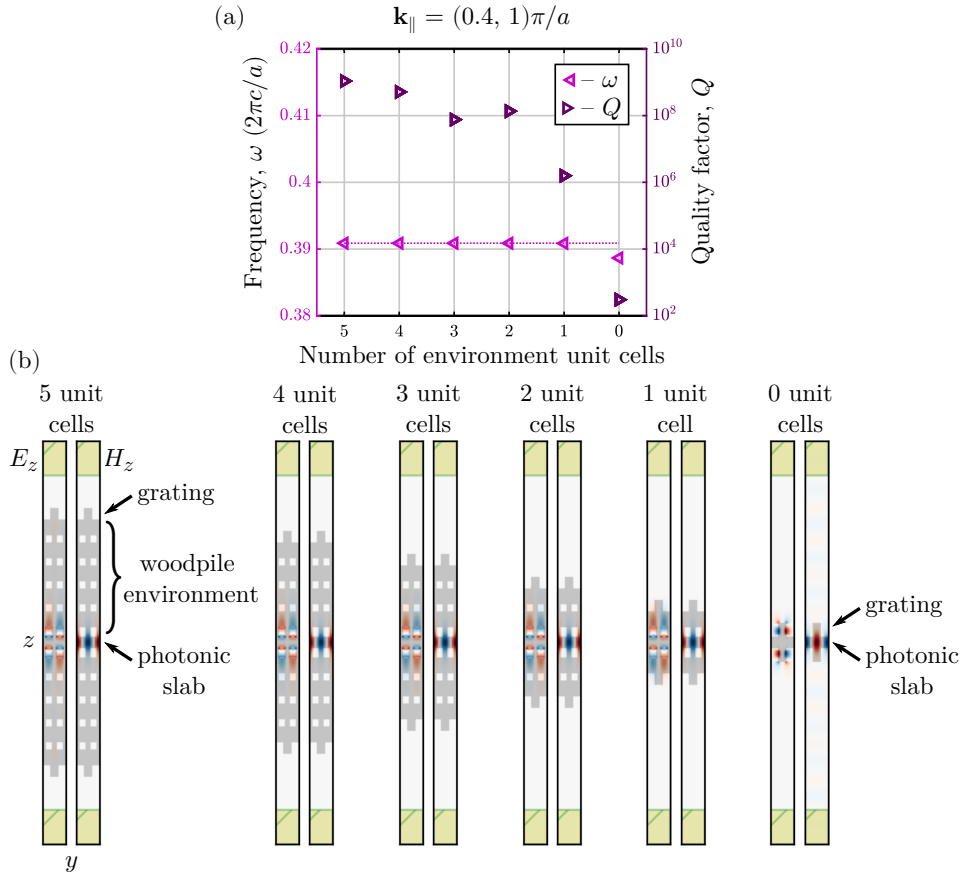 (a)
k∥ = (0.4, 1)π/a
Frequency, ω (2πc/a)
0.42
0.41
0.4
0.39
0.38
10^10
10^8
10^6
10^4
10^2
Quality factor, Q
– ω
– Q
5 4 3 2 1 0
Number of environment unit cells
(b)
5 unit
cells
4 unit
cells
3 unit
cells
2 unit
cells
1 unit
cell
0 unit
cells
E_z
H_z
grating
woodpile
environment
z
photonic
slab
grating
photonic
slab
y